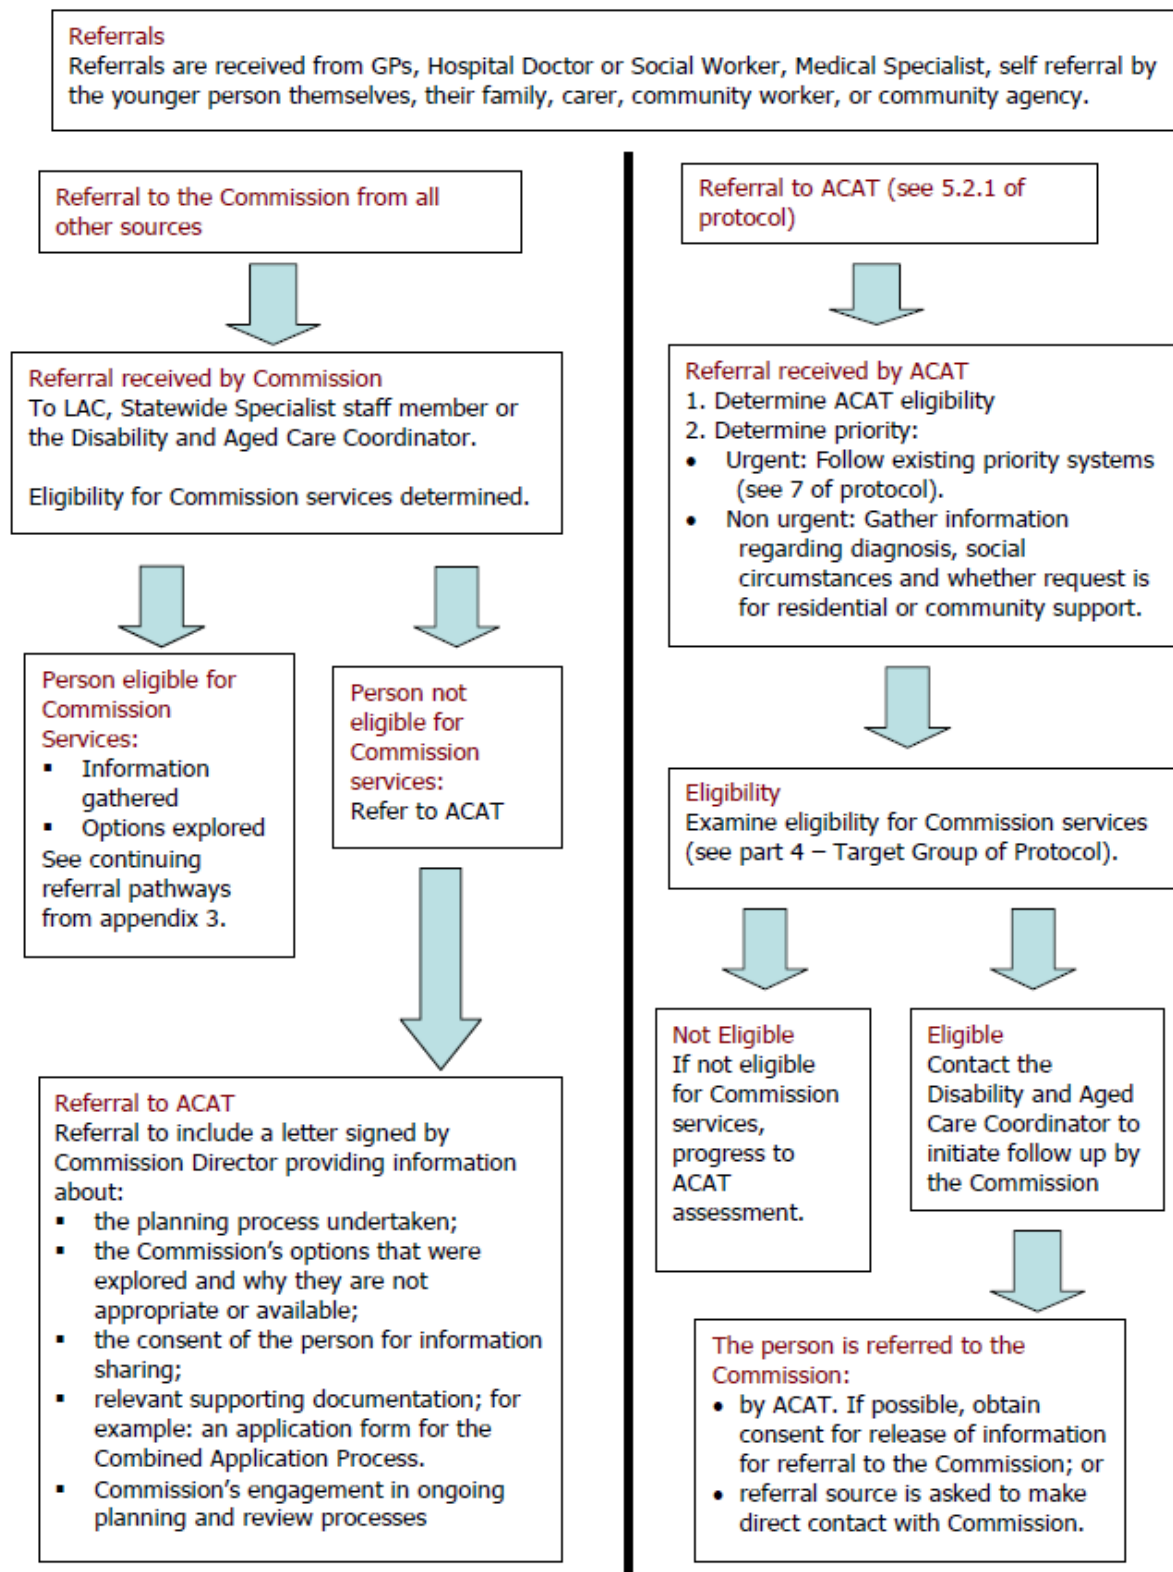 Referrals
Referrals are received from GPs, Hospital Doctor or Social Worker, Medical Specialist, self referral by
the younger person themselves, their family, carer, community worker, or community agency.
Referral to the Commission from all
other sources
Referral received by Commission
To LAC, Statewide Specialist staff member or
the Disability and Aged Care Coordinator.
Eligibility for Commission services determined.
Person eligible for
Commission
Services:
▪ Information
gathered
▪ Options explored
See continuing
referral pathways
from appendix 3.
Person not
eligible for
Commission
services:
Refer to ACAT
Referral to ACAT
Referral to include a letter signed by
Commission Director providing information
about:
▪ the planning process undertaken;
▪ the Commission's options that were
explored and why they are not
appropriate or available;
▪ the consent of the person for information
sharing;
▪ relevant supporting documentation; for
example: an application form for the
Combined Application Process.
▪ Commission's engagement in ongoing
planning and review processes
Referral to ACAT (see 5.2.1 of
protocol)
Referral received by ACAT
1. Determine ACAT eligibility
2. Determine priority:
• Urgent: Follow existing priority systems
(see 7 of protocol).
• Non urgent: Gather information
regarding diagnosis, social
circumstances and whether request is
for residential or community support.
Eligibility
Examine eligibility for Commission services
(see part 4 – Target Group of Protocol).
Not Eligible
If not eligible
for Commission
services,
progress to
ACAT
assessment.
Eligible
Contact the
Disability and Aged
Care Coordinator to
initiate follow up by
the Commission
The person is referred to the
Commission:
• by ACAT. If possible, obtain
consent for release of information
for referral to the Commission; or
• referral source is asked to make
direct contact with Commission.